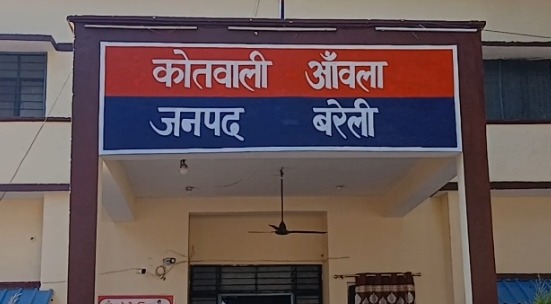 कोतवाली आँवला
जनपद बरेली